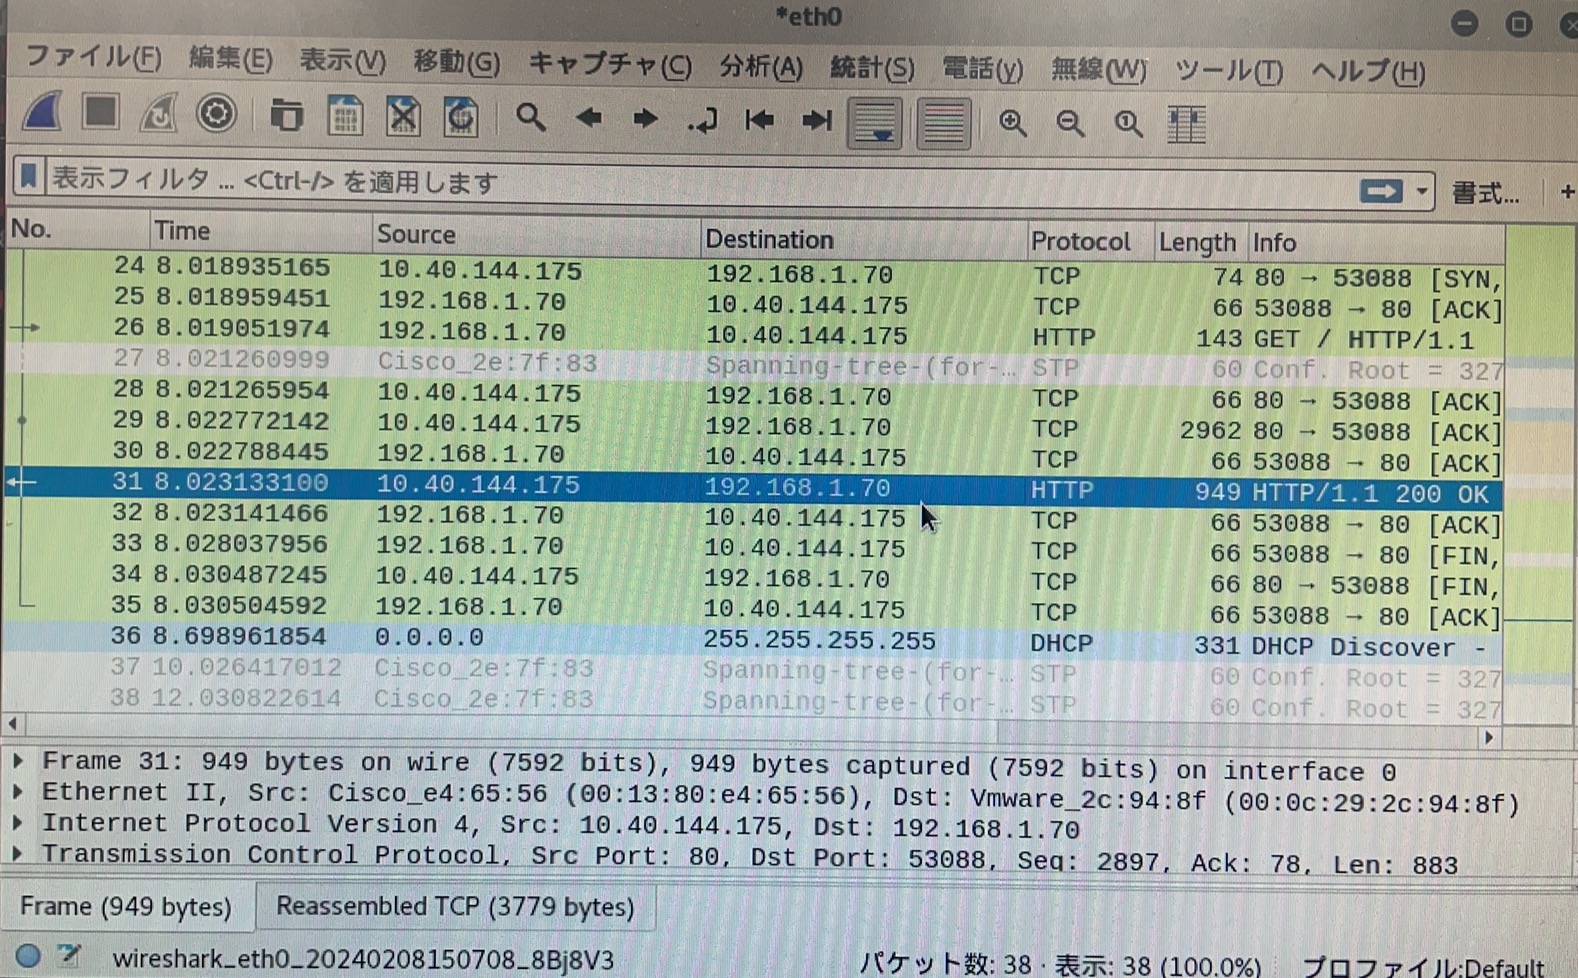 *eth0
ファイル(F) 編集(E) 表示(V) 移動(G) キャプチャ(C) 分析(A) 統計(S) 電話(y) 無線(W) ツール(T) ヘルプ(H)
表示フィルタ ... <Ctrl-/> を適用します 書式... +
No. Time Source Destination Protocol Length Info
24 8.018935165 10.40.144.175 192.168.1.70 TCP 74 80 → 53088 [SYN,
25 8.018959451 192.168.1.70 10.40.144.175 TCP 66 53088 → 80 [ACK]
26 8.019051974 192.168.1.70 10.40.144.175 HTTP 143 GET / HTTP/1.1
27 8.021260999 Cisco_2e:7f:83 Spanning-tree-(for-… STP 60 Conf. Root = 327
28 8.021265954 10.40.144.175 192.168.1.70 TCP 66 80 → 53088 [ACK]
29 8.022772142 10.40.144.175 192.168.1.70 TCP 2962 80 → 53088 [ACK]
30 8.022788445 192.168.1.70 10.40.144.175 TCP 66 53088 → 80 [ACK]
31 8.023133100 10.40.144.175 192.168.1.70 HTTP 949 HTTP/1.1 200 OK
32 8.023141466 192.168.1.70 10.40.144.175 TCP 66 53088 → 80 [ACK]
33 8.028037956 192.168.1.70 10.40.144.175 TCP 66 53088 → 80 [FIN,
34 8.030487245 10.40.144.175 192.168.1.70 TCP 66 80 → 53088 [FIN,
35 8.030504592 192.168.1.70 10.40.144.175 TCP 66 53088 → 80 [ACK]
36 8.698961854 0.0.0.0 255.255.255.255 DHCP 331 DHCP Discover -
37 10.026417012 Cisco_2e:7f:83 Spanning-tree-(for-… STP 60 Conf. Root = 327
38 12.030822614 Cisco_2e:7f:83 Spanning-tree-(for-… STP 60 Conf. Root = 327
Frame 31: 949 bytes on wire (7592 bits), 949 bytes captured (7592 bits) on interface 0
Ethernet II, Src: Cisco_e4:65:56 (00:13:80:e4:65:56), Dst: Vmware_2c:94:8f (00:0c:29:2c:94:8f)
Internet Protocol Version 4, Src: 10.40.144.175, Dst: 192.168.1.70
Transmission Control Protocol, Src Port: 80, Dst Port: 53088, Seq: 2897, Ack: 78, Len: 883
Frame (949 bytes) Reassembled TCP (3779 bytes)
wireshark_eth0_20240208150708_8Bj8V3 パケット数: 38 · 表示: 38 (100.0%) プロファイル:Default